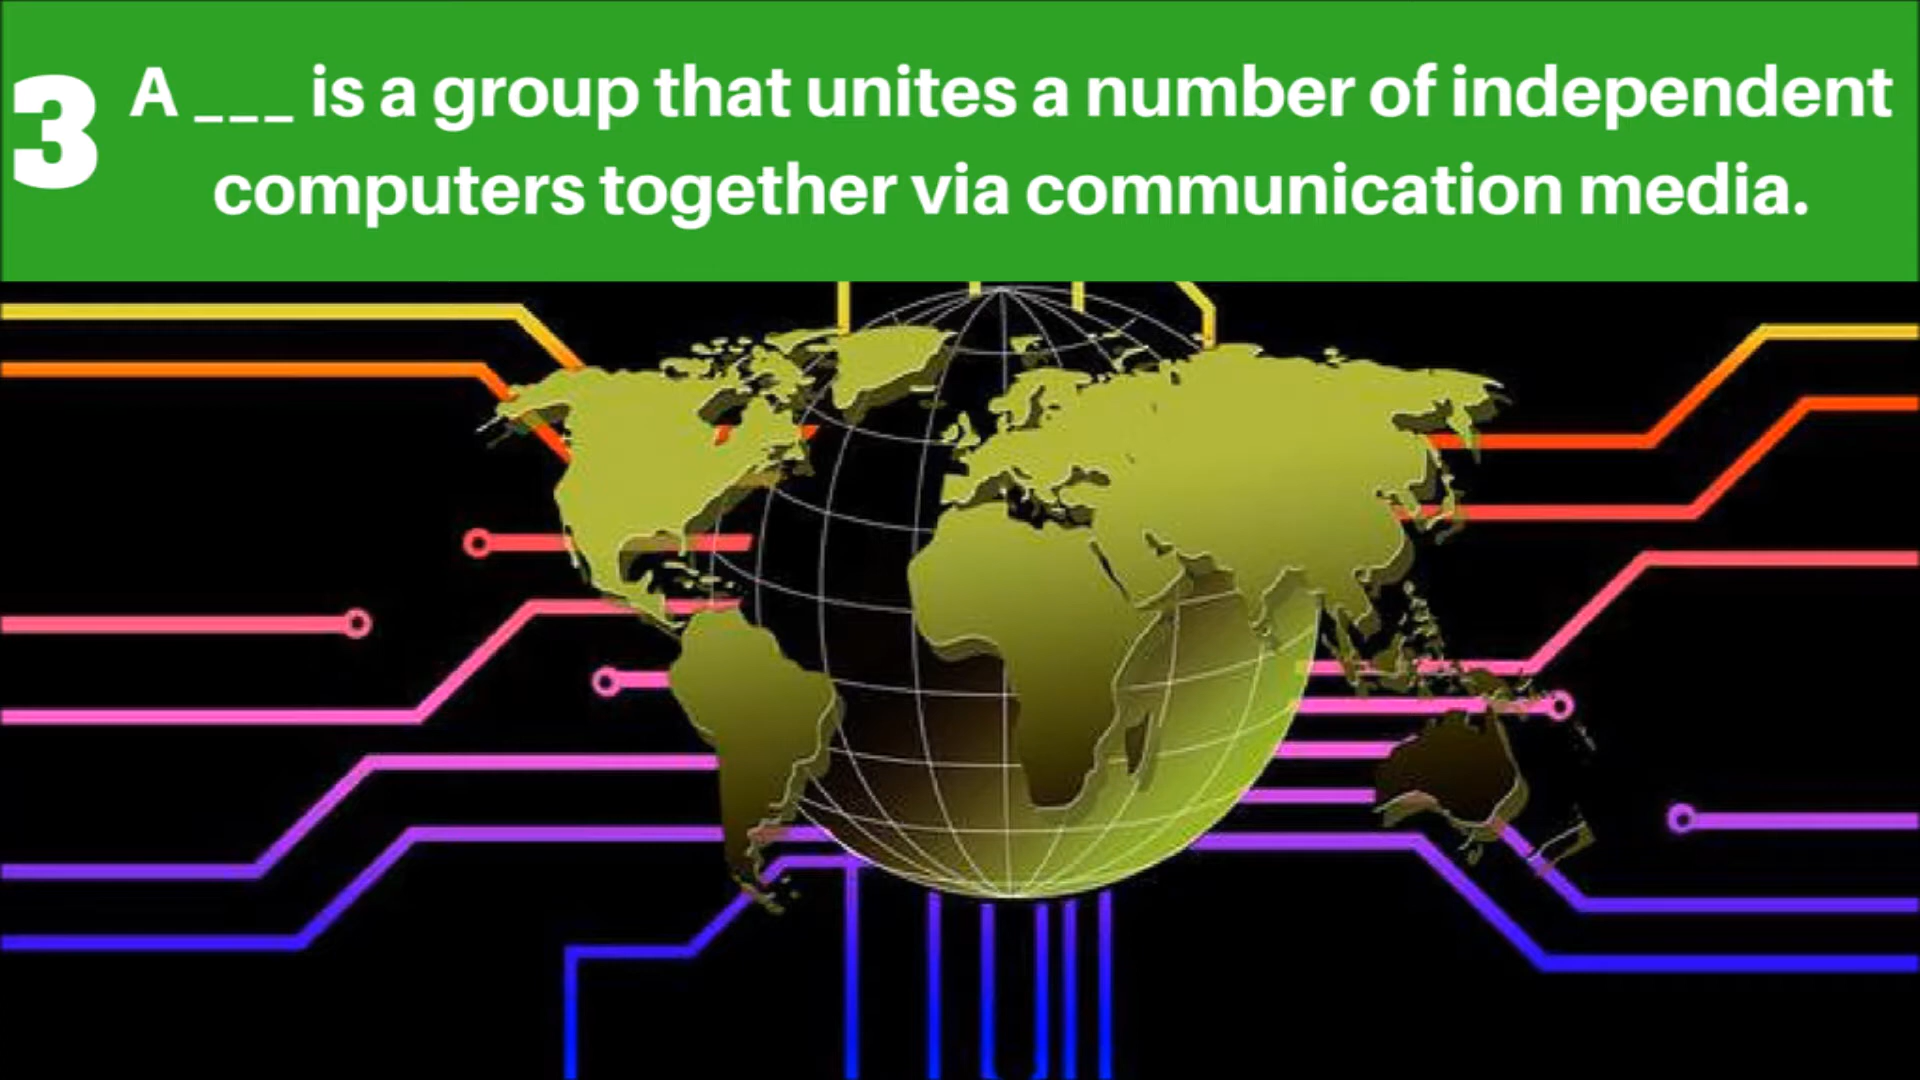 3
A ___ is a group that unites a number of independent
computers together via communication media.